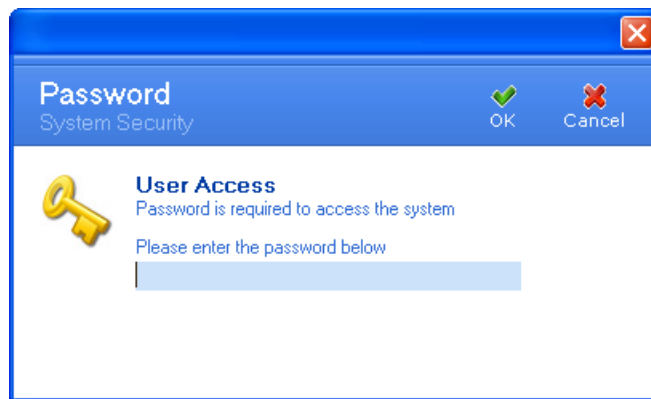 Password
System Security
OK
Cancel
User Access
Password is required to access the system
Please enter the password below